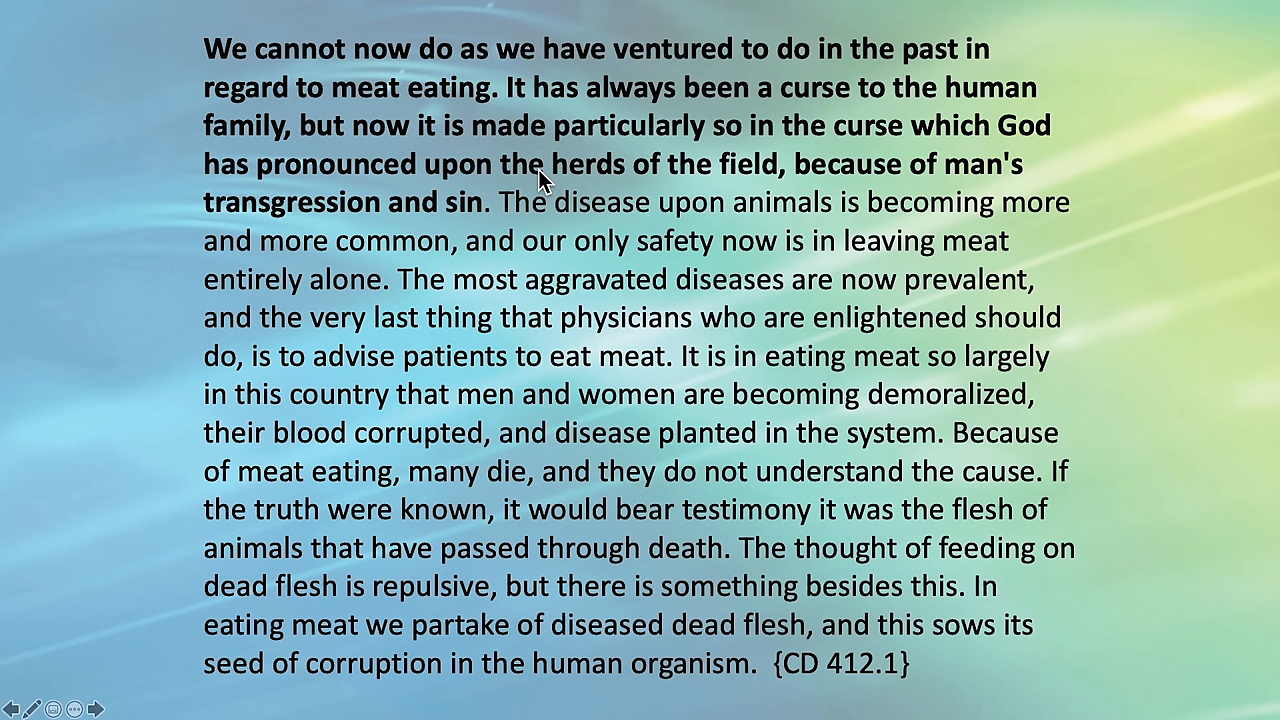 We cannot now do as we have ventured to do in the past in
regard to meat eating. It has always been a curse to the human
family, but now it is made particularly so in the curse which God
has pronounced upon the herds of the field, because of man's
transgression and sin. The disease upon animals is becoming more
and more common, and our only safety now is in leaving meat
entirely alone. The most aggravated diseases are now prevalent,
and the very last thing that physicians who are enlightened should
do, is to advise patients to eat meat. It is in eating meat so largely
in this country that men and women are becoming demoralized,
their blood corrupted, and disease planted in the system. Because
of meat eating, many die, and they do not understand the cause. If
the truth were known, it would bear testimony it was the flesh of
animals that have passed through death. The thought of feeding on
dead flesh is repulsive, but there is something besides this. In
eating meat we partake of diseased dead flesh, and this sows its
seed of corruption in the human organism.  {CD 412.1}